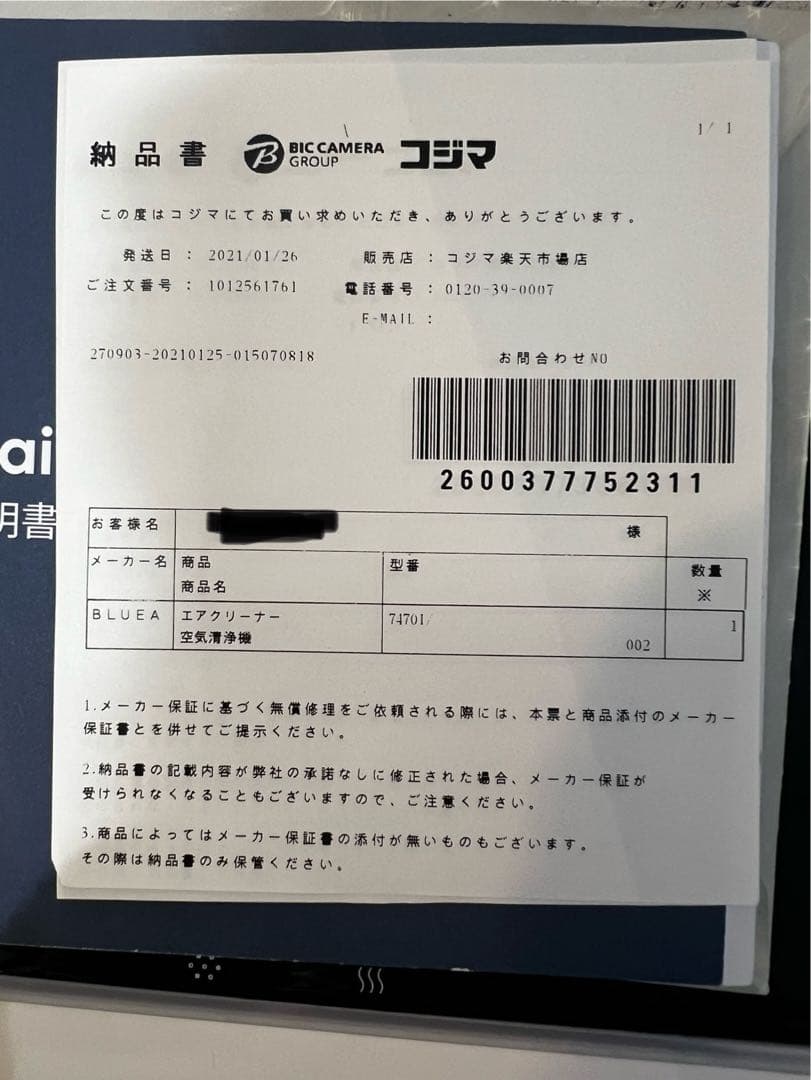 1/ 1
納品書 B BIC CAMERA GROUP コジマ
この度はコジマにてお買い求めいただき、ありがとうございます。
発送日 : 2021/01/26 販売店 : コジマ楽天市場店
ご注文番号 : 1012561761 電話番号 : 0120-39-0007
E-MAIL :
270903-20210125-015070818 お問合わせNO
2600377752311
ai
明書
お客様名 様
メーカー名 商品 型番 数量
商品名 ※
BLUEA エアクリーナー 74701/ 1
空気清浄機 002
1.メーカー保証に基づく無償修理をご依頼される際には、本票と商品添付のメーカー
保証書とを併せてご提示ください。
2.納品書の記載内容が弊社の承諾なしに修正された場合、メーカー保証が
受けられなくなることもございますので、ご注意ください。
3.商品によってはメーカー保証書の添付が無いものもございます。
その際は納品書のみ保管ください。